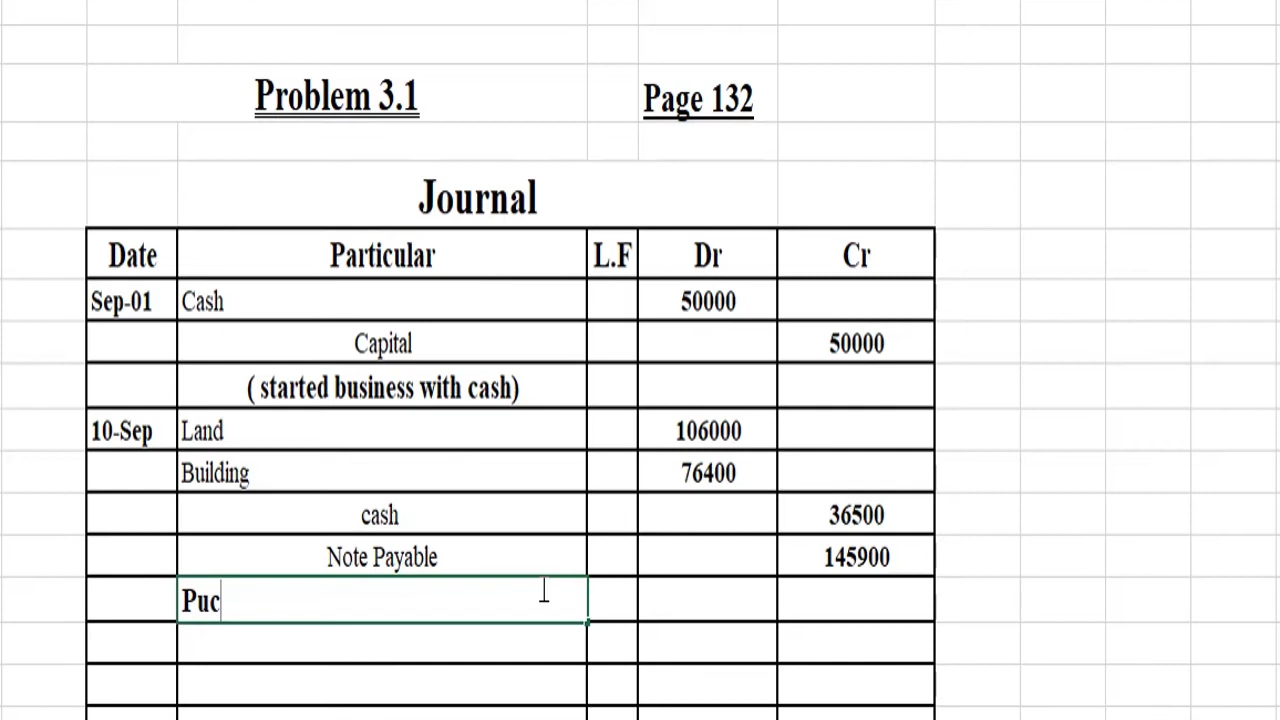 Problem 3.1 Page 132
Journal
Date Particular L.F Dr Cr
Sep-01 Cash 50000
Capital 50000
( started business with cash)
10-Sep Land 106000
Building 76400
cash 36500
Note Payable 145900
Puc